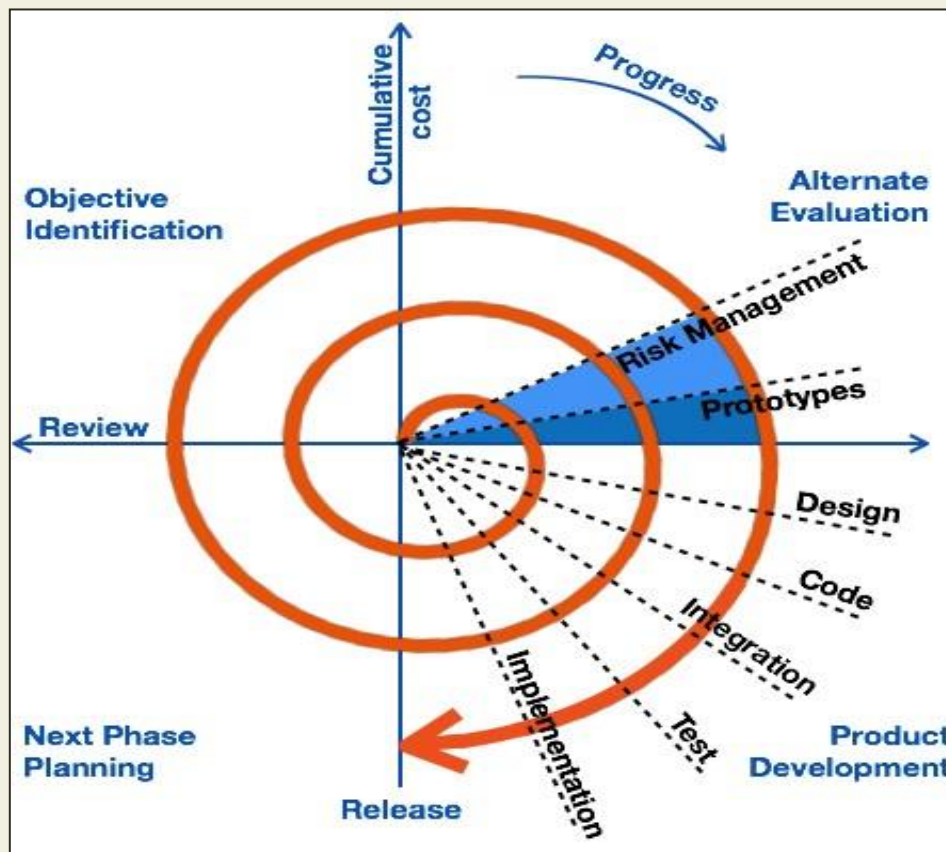 Cumulative
cost
Progress
Objective
Identification
Alternate
Evaluation
Risk Management
Prototypes
Review
Design
Code
Integration
Test
Implementation
Next Phase
Planning
Product
Development
Release